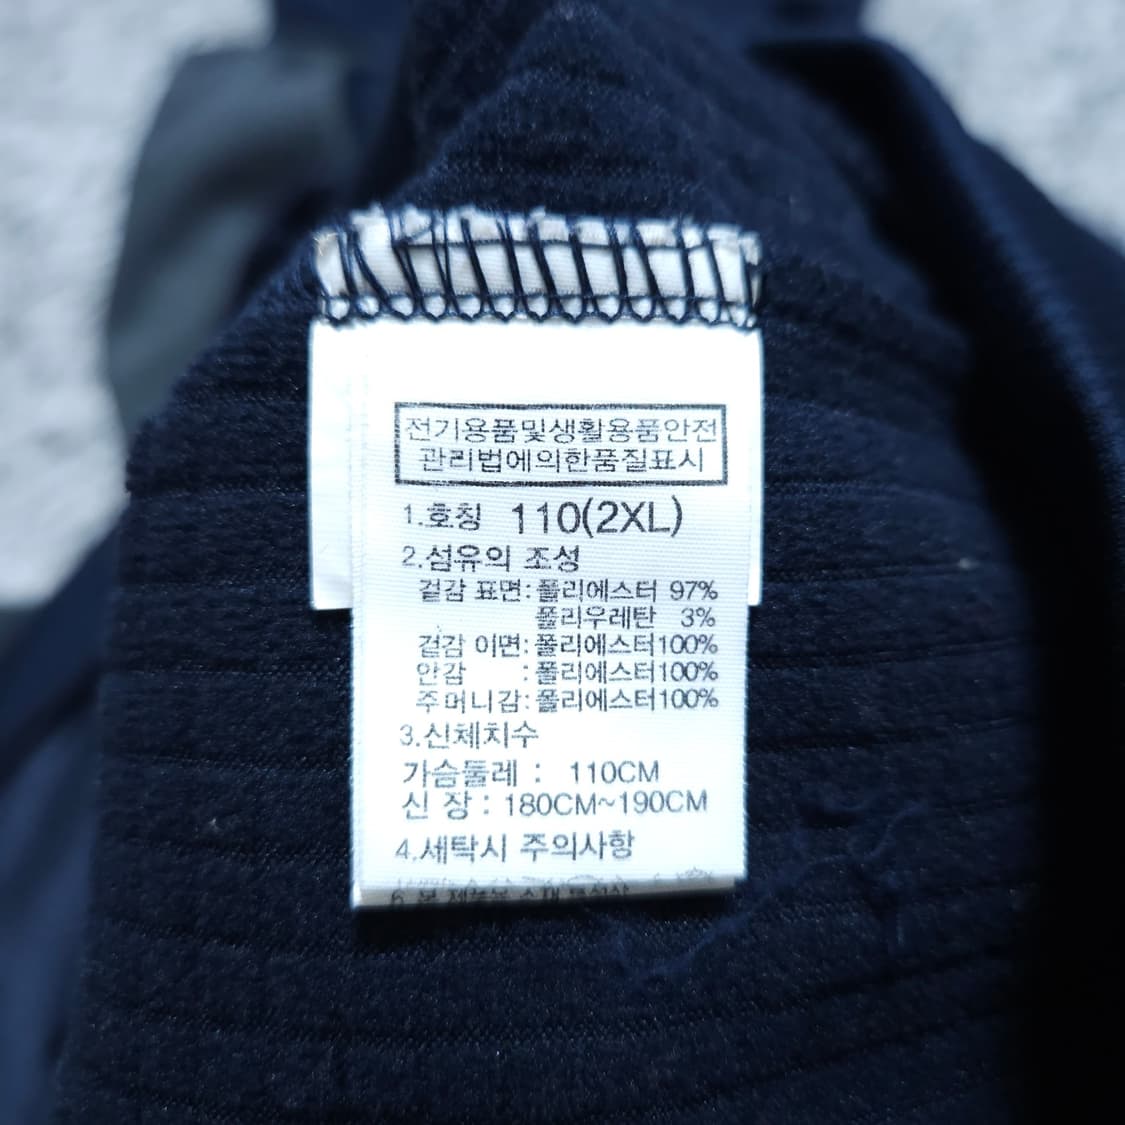 전기용품및생활용품안전
관리법에의한품질표시
1.호칭 110(2XL)
2.섬유의 조성
겉감 표면:폴리에스터 97%
폴리우레탄 3%
겉감 이면:폴리에스터100%
안감 :폴리에스터100%
주머니감:폴리에스터100%
3.신체치수
가슴둘레 : 110CM
신 장 : 180CM~190CM
4.세탁시 주의사항